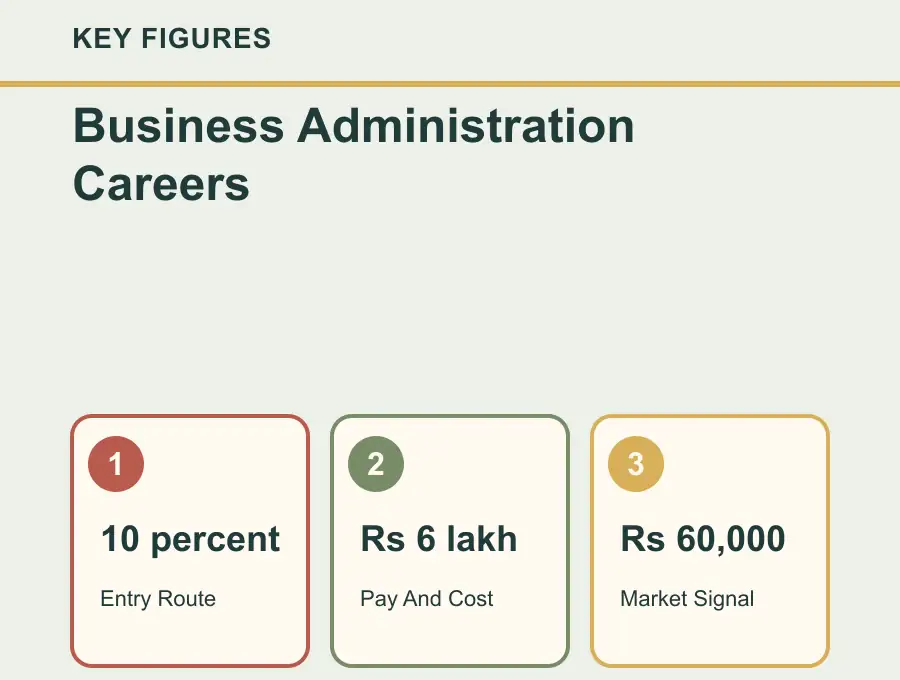 KEY FIGURES
Business Administration
Careers
1
10 percent
Entry Route
2
Rs 6 lakh
Pay And Cost
3
Rs 60,000
Market Signal